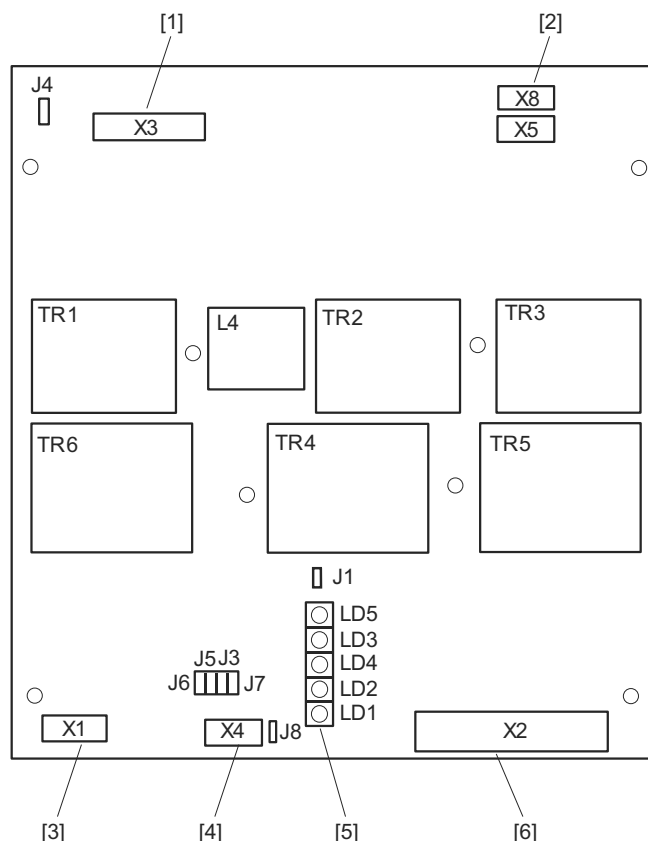 [1] [2]
J4
X3
X8
X5
TR1
L4
TR2
TR3
TR6
TR4
TR5
J1
LD5
LD3
LD4
LD2
LD1
J5 J3
J6
J7
X1
X4
J8
X2
[3] [4] [5] [6]